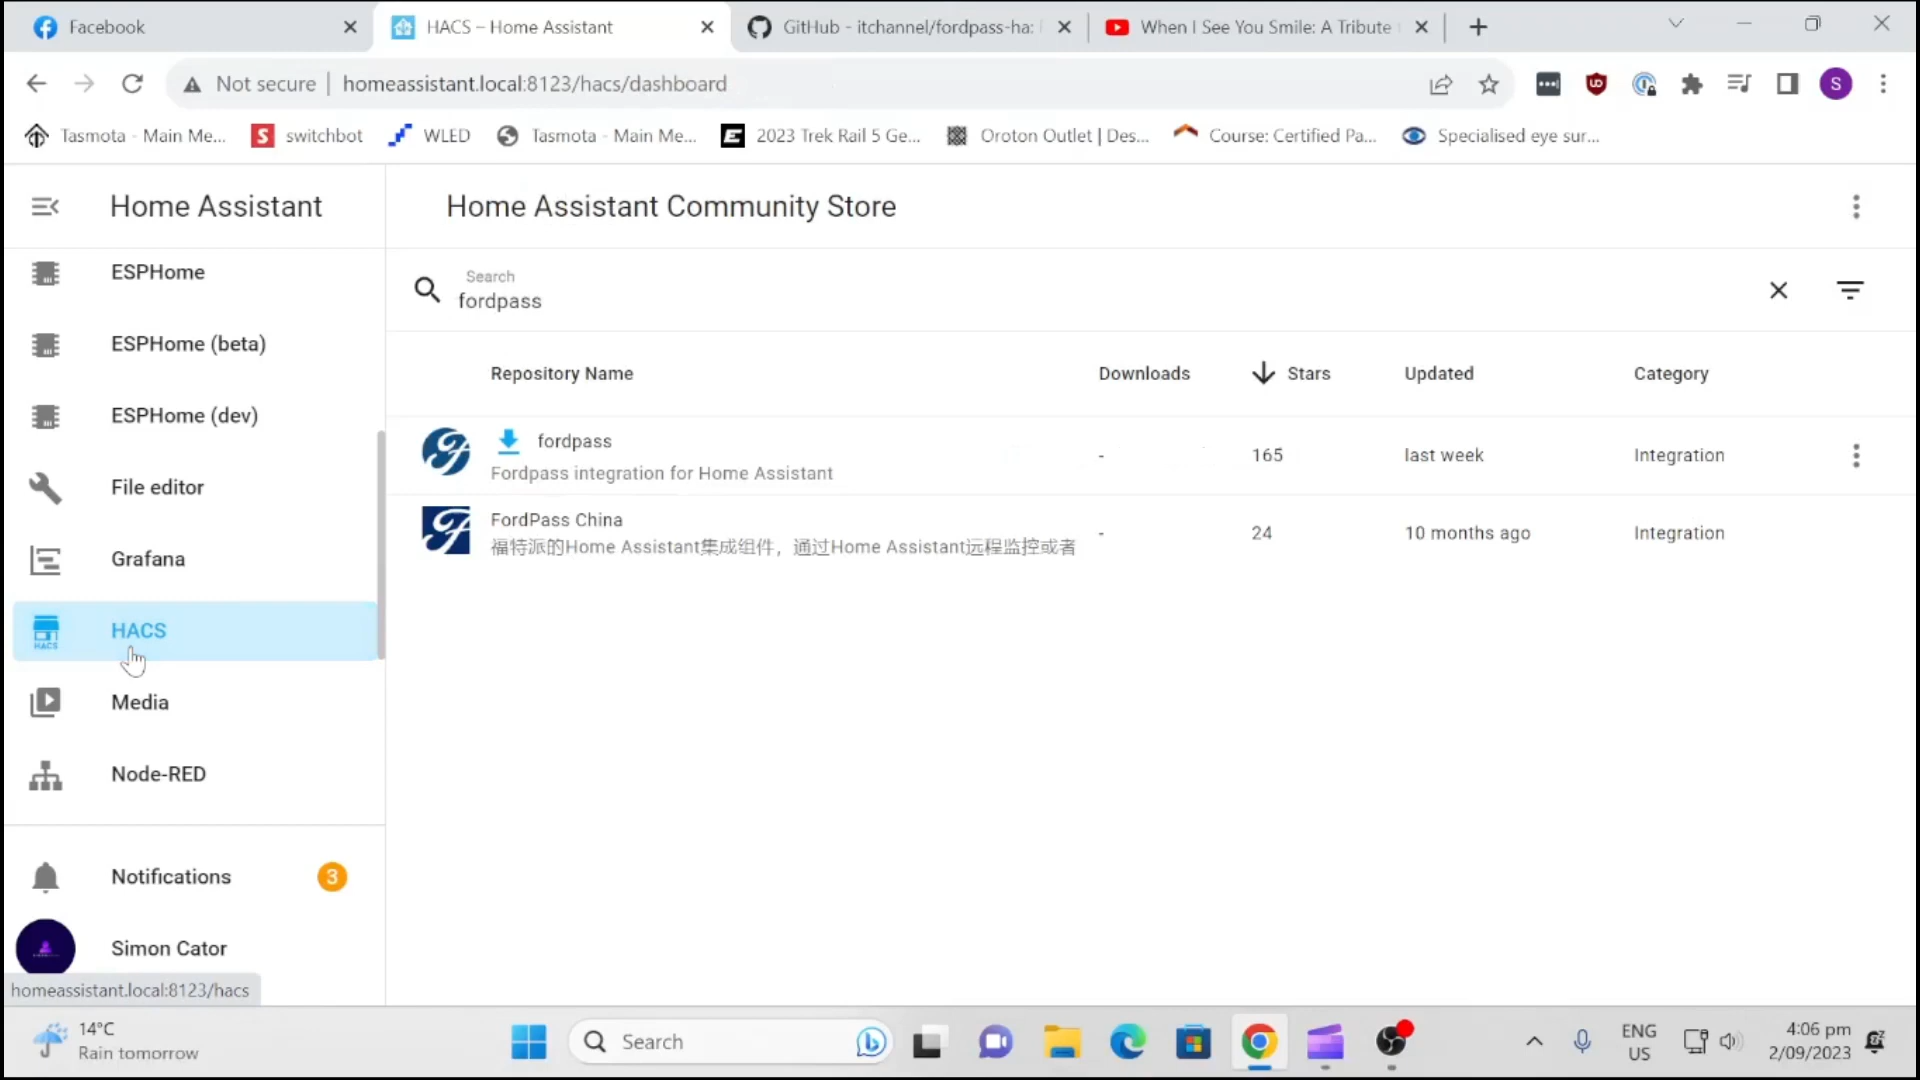 Facebook
HACS – Home Assistant
GitHub - itchannel/fordpass-ha:
When I See You Smile: A Tribute
Not secure
homeassistant.local:8123/hacs/dashboard
S
Tasmota - Main Me...
switchbot
WLED
Tasmota - Main Me...
2023 Trek Rail 5 Ge...
Oroton Outlet | Des...
Course: Certified Pa...
Specialised eye sur...
Home Assistant
Home Assistant Community Store
ESPHome
Search
fordpass
ESPHome (beta)
Repository Name
Downloads
Stars
Updated
Category
ESPHome (dev)
fordpass
Fordpass integration for Home Assistant
-
165
last week
Integration
File editor
FordPass China
福特派的Home Assistant集成组件，通过Home Assistant远程监控或者
-
24
10 months ago
Integration
Grafana
HACS
HACS
Media
Node-RED
Notifications
3
Simon Cator
homeassistant.local:8123/hacs
14°C
Rain tomorrow
Search
ENG
US
4:06 pm
2/09/2023